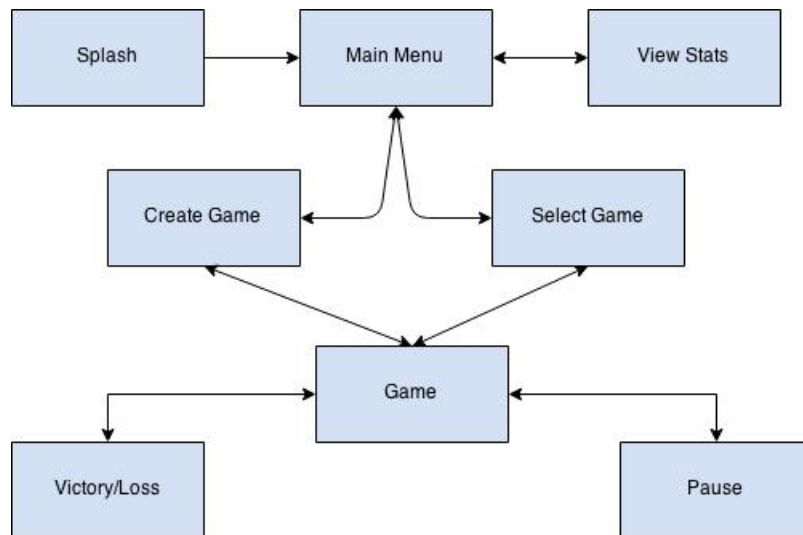 Splash
Main Menu
View Stats
Create Game
Select Game
Game
Victory/Loss
Pause